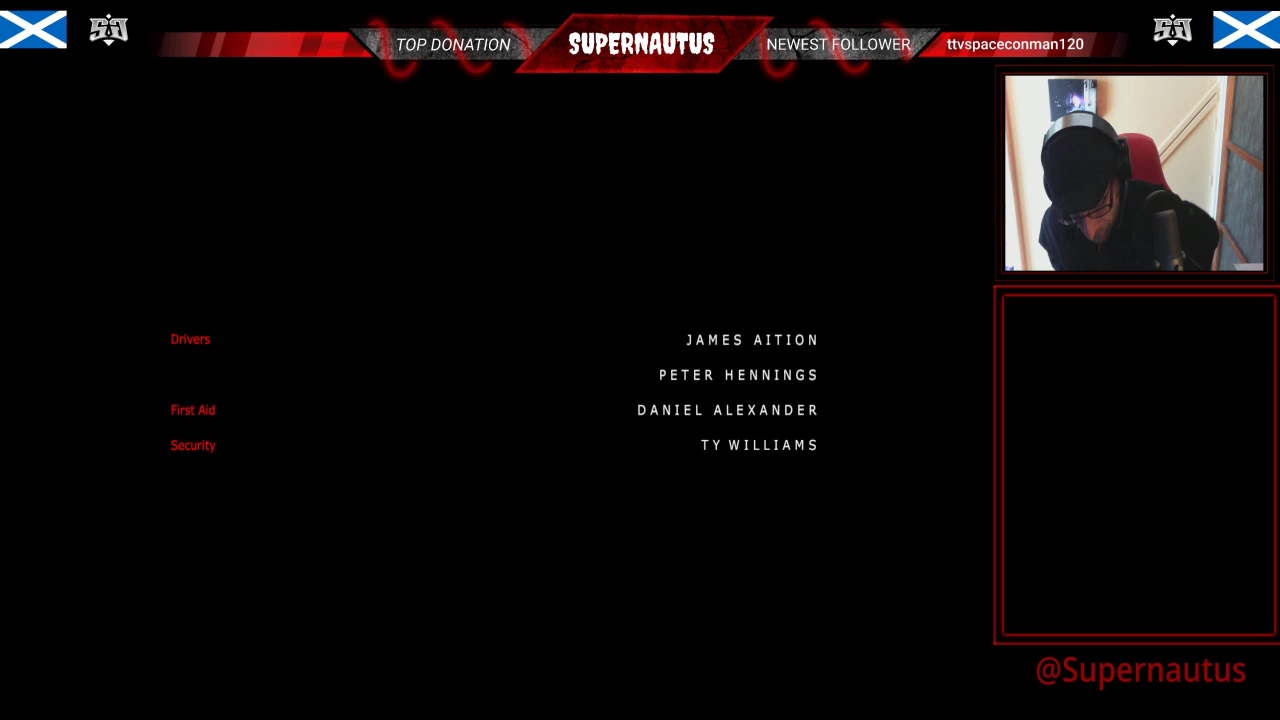 TOP DONATION
SUPERNAUTUS
NEWEST FOLLOWER
ttvspaceconman120
Drivers JAMES AITION
PETER HENNINGS
First Aid DANIEL ALEXANDER
Security TY WILLIAMS
@Supernautus